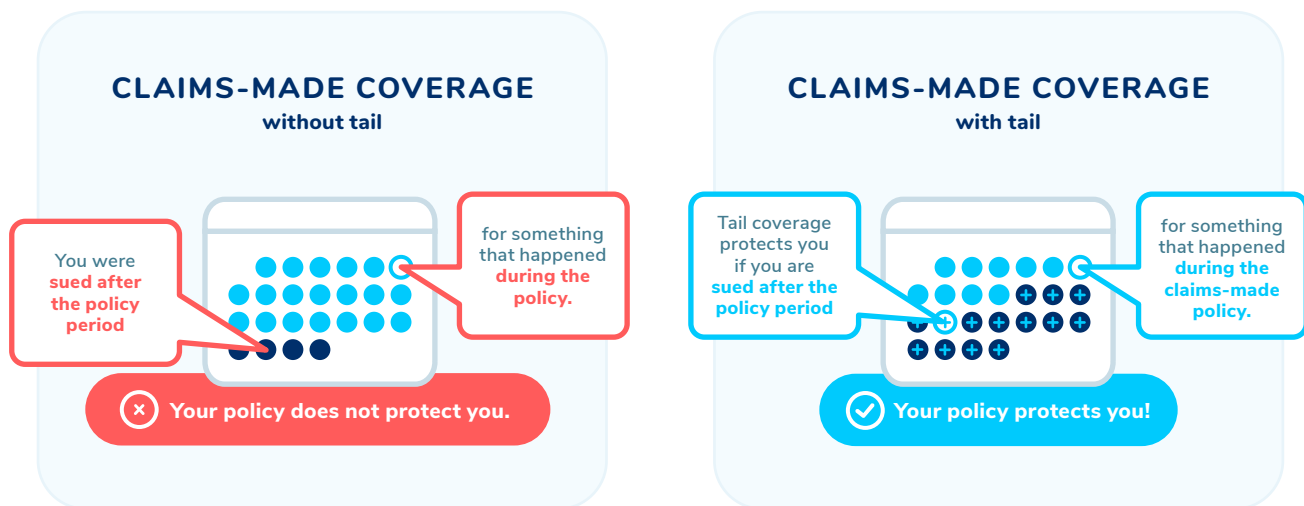 CLAIMS-MADE COVERAGE
without tail
You were
sued after
the policy
period
for something
that happened
during the
policy.
Your policy does not protect you.
CLAIMS-MADE COVERAGE
with tail
Tail coverage
protects you
if you are
sued after the
policy period
for something
that happened
during the
claims-made
policy.
Your policy protects you!